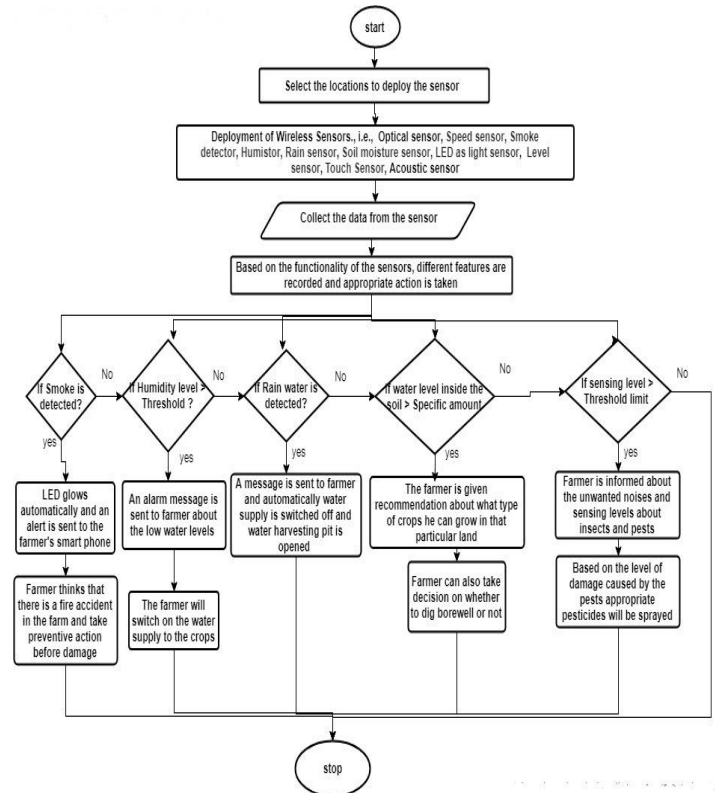 start
Select the locations to deploy the sensor
Deployment of Wireless Sensors., i.e., Optical sensor, Speed sensor, Smoke
detector, Humistor, Rain sensor, Soil moisture sensor, LED as light sensor, Level
sensor, Touch Sensor, Acoustic sensor
Collect the data from the sensor
Based on the functionality of the sensors, different features are
recorded and appropriate action is taken
If Smoke is
detected?
No
yes
If Humidity level >
Threshold ?
No
yes
If Rain water is
detected?
No
yes
If water level inside the
soil > Specific amount
No
yes
If sensing level >
Threshold limit
No
yes
LED glows
automatically and an
alert is sent to the
farmer's smart phone
An alarm message is
sent to farmer about
the low water levels
A message is sent to farmer
and automatically water
supply is switched off and
water harvesting pit is
opened
The farmer is given
recommendation about what type
of crops he can grow in that
particular land
Farmer is informed about
the unwanted noises and
sensing levels about
insects and pests
Farmer thinks that
there is a fire accident
in the farm and take
preventive action
before damage
The farmer will
switch on the water
supply to the crops
Farmer can also take
decision on whether
to dig borewell or not
Based on the level of
damage caused by the
pests appropriate
pesticides will be sprayed
stop